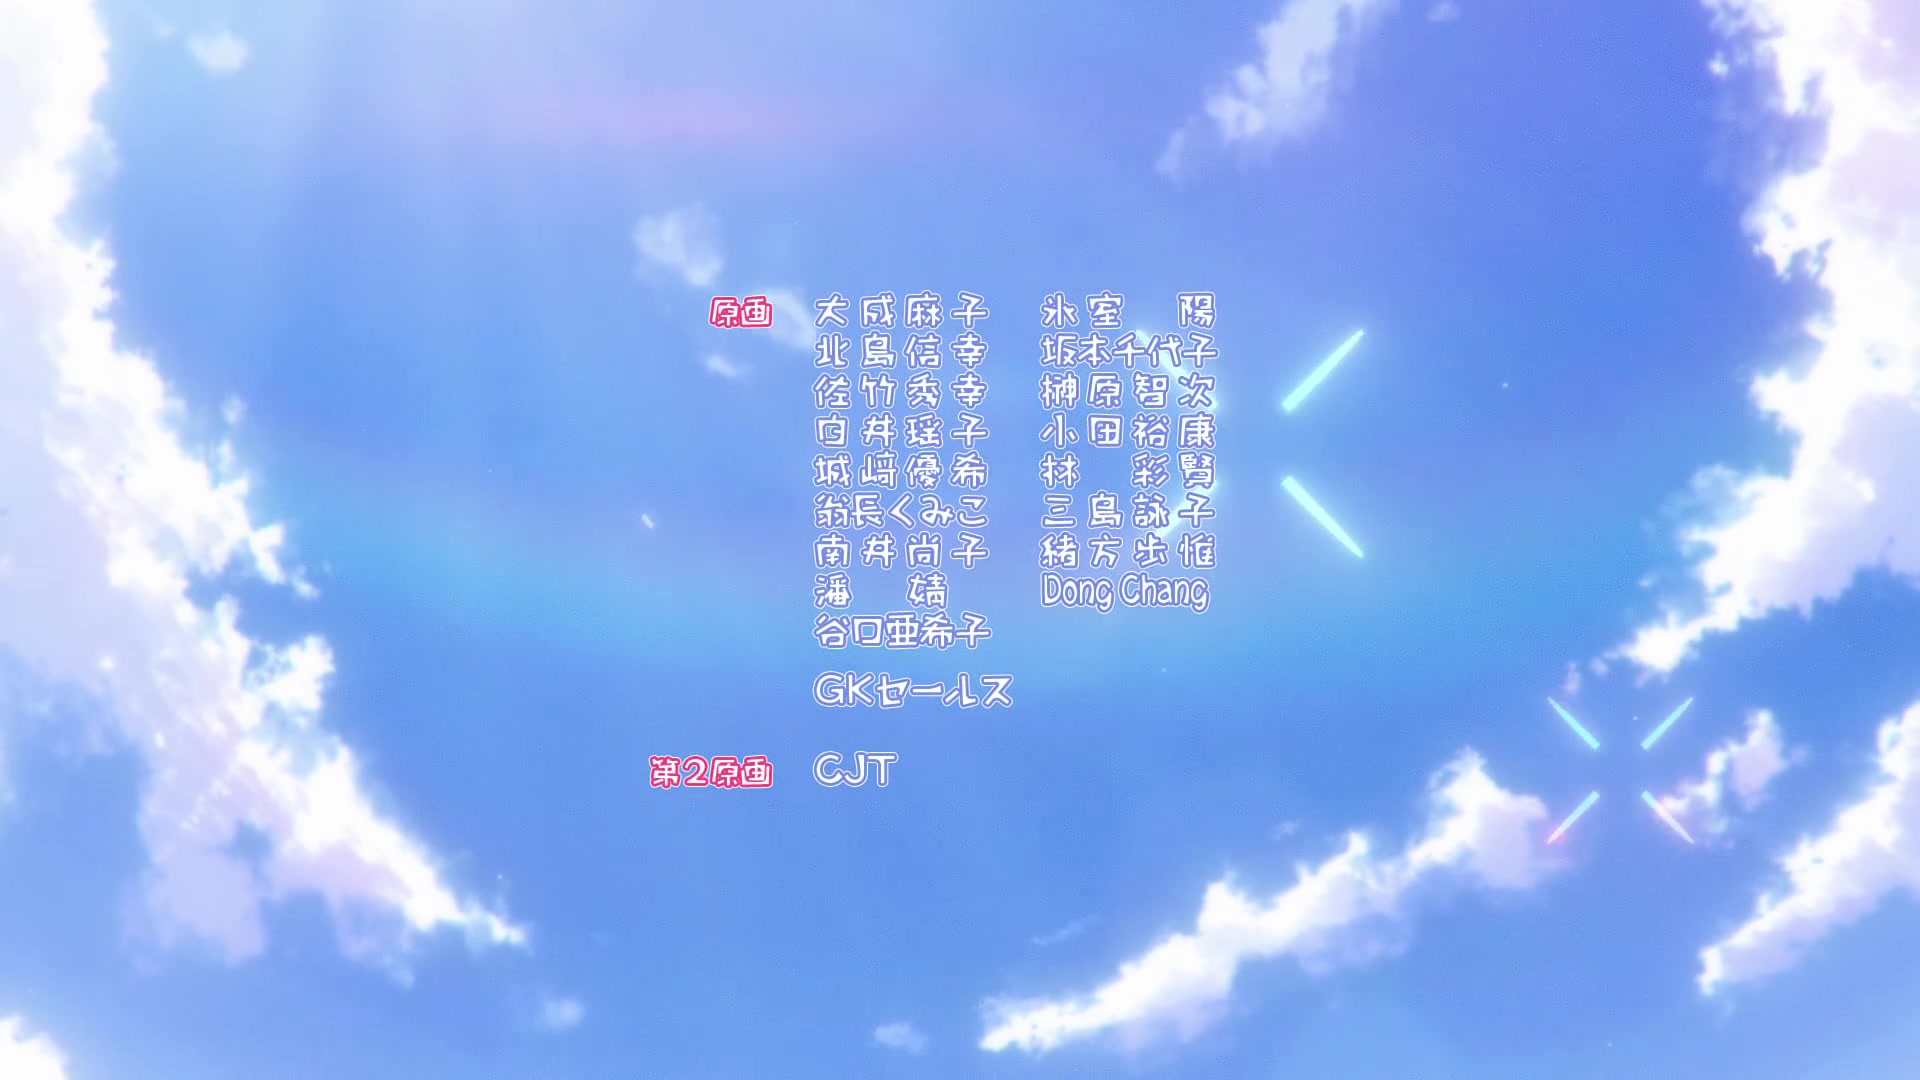 原画 大成麻子 氷室 陽
北島信幸 坂本千代子
佐竹秀幸 榊原智次
白井瑶子 小田裕康
城﨑優希 林 彩賢
翁長くみこ 三島詠子
南井尚子 緒方歩惟
潘 婧 Dong Chang
谷口亜希子
GKセールス
第2原画 CJT